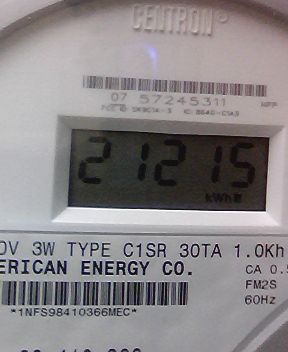 CENTRON
07 57245311
21215
kWh
0V 3W TYPE C1SR 30TA 1.0Kh
ERICAN ENERGY CO.
CA 0.5
FM2S
60Hz
*1NFS98410366MEC*